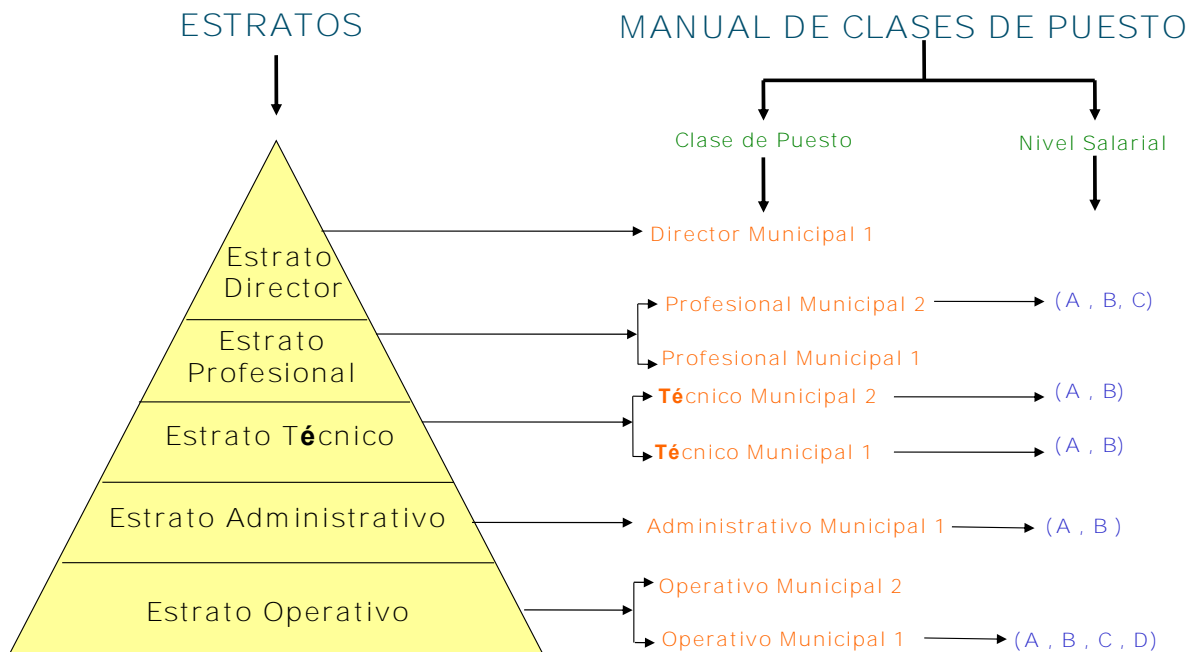 ESTRATOS
MANUAL DE CLASES DE PUESTO
Clase de Puesto
Nivel Salarial
Estrato
Director
Director Municipal 1
Estrato
Profesional
Profesional Municipal 2
(A , B, C)
Profesional Municipal 1
Estrato Técnico
Técnico Municipal 2
(A , B)
Técnico Municipal 1
(A , B)
Estrato Administrativo
Administrativo Municipal 1
(A , B )
Estrato Operativo
Operativo Municipal 2
Operativo Municipal 1
(A , B , C , D)